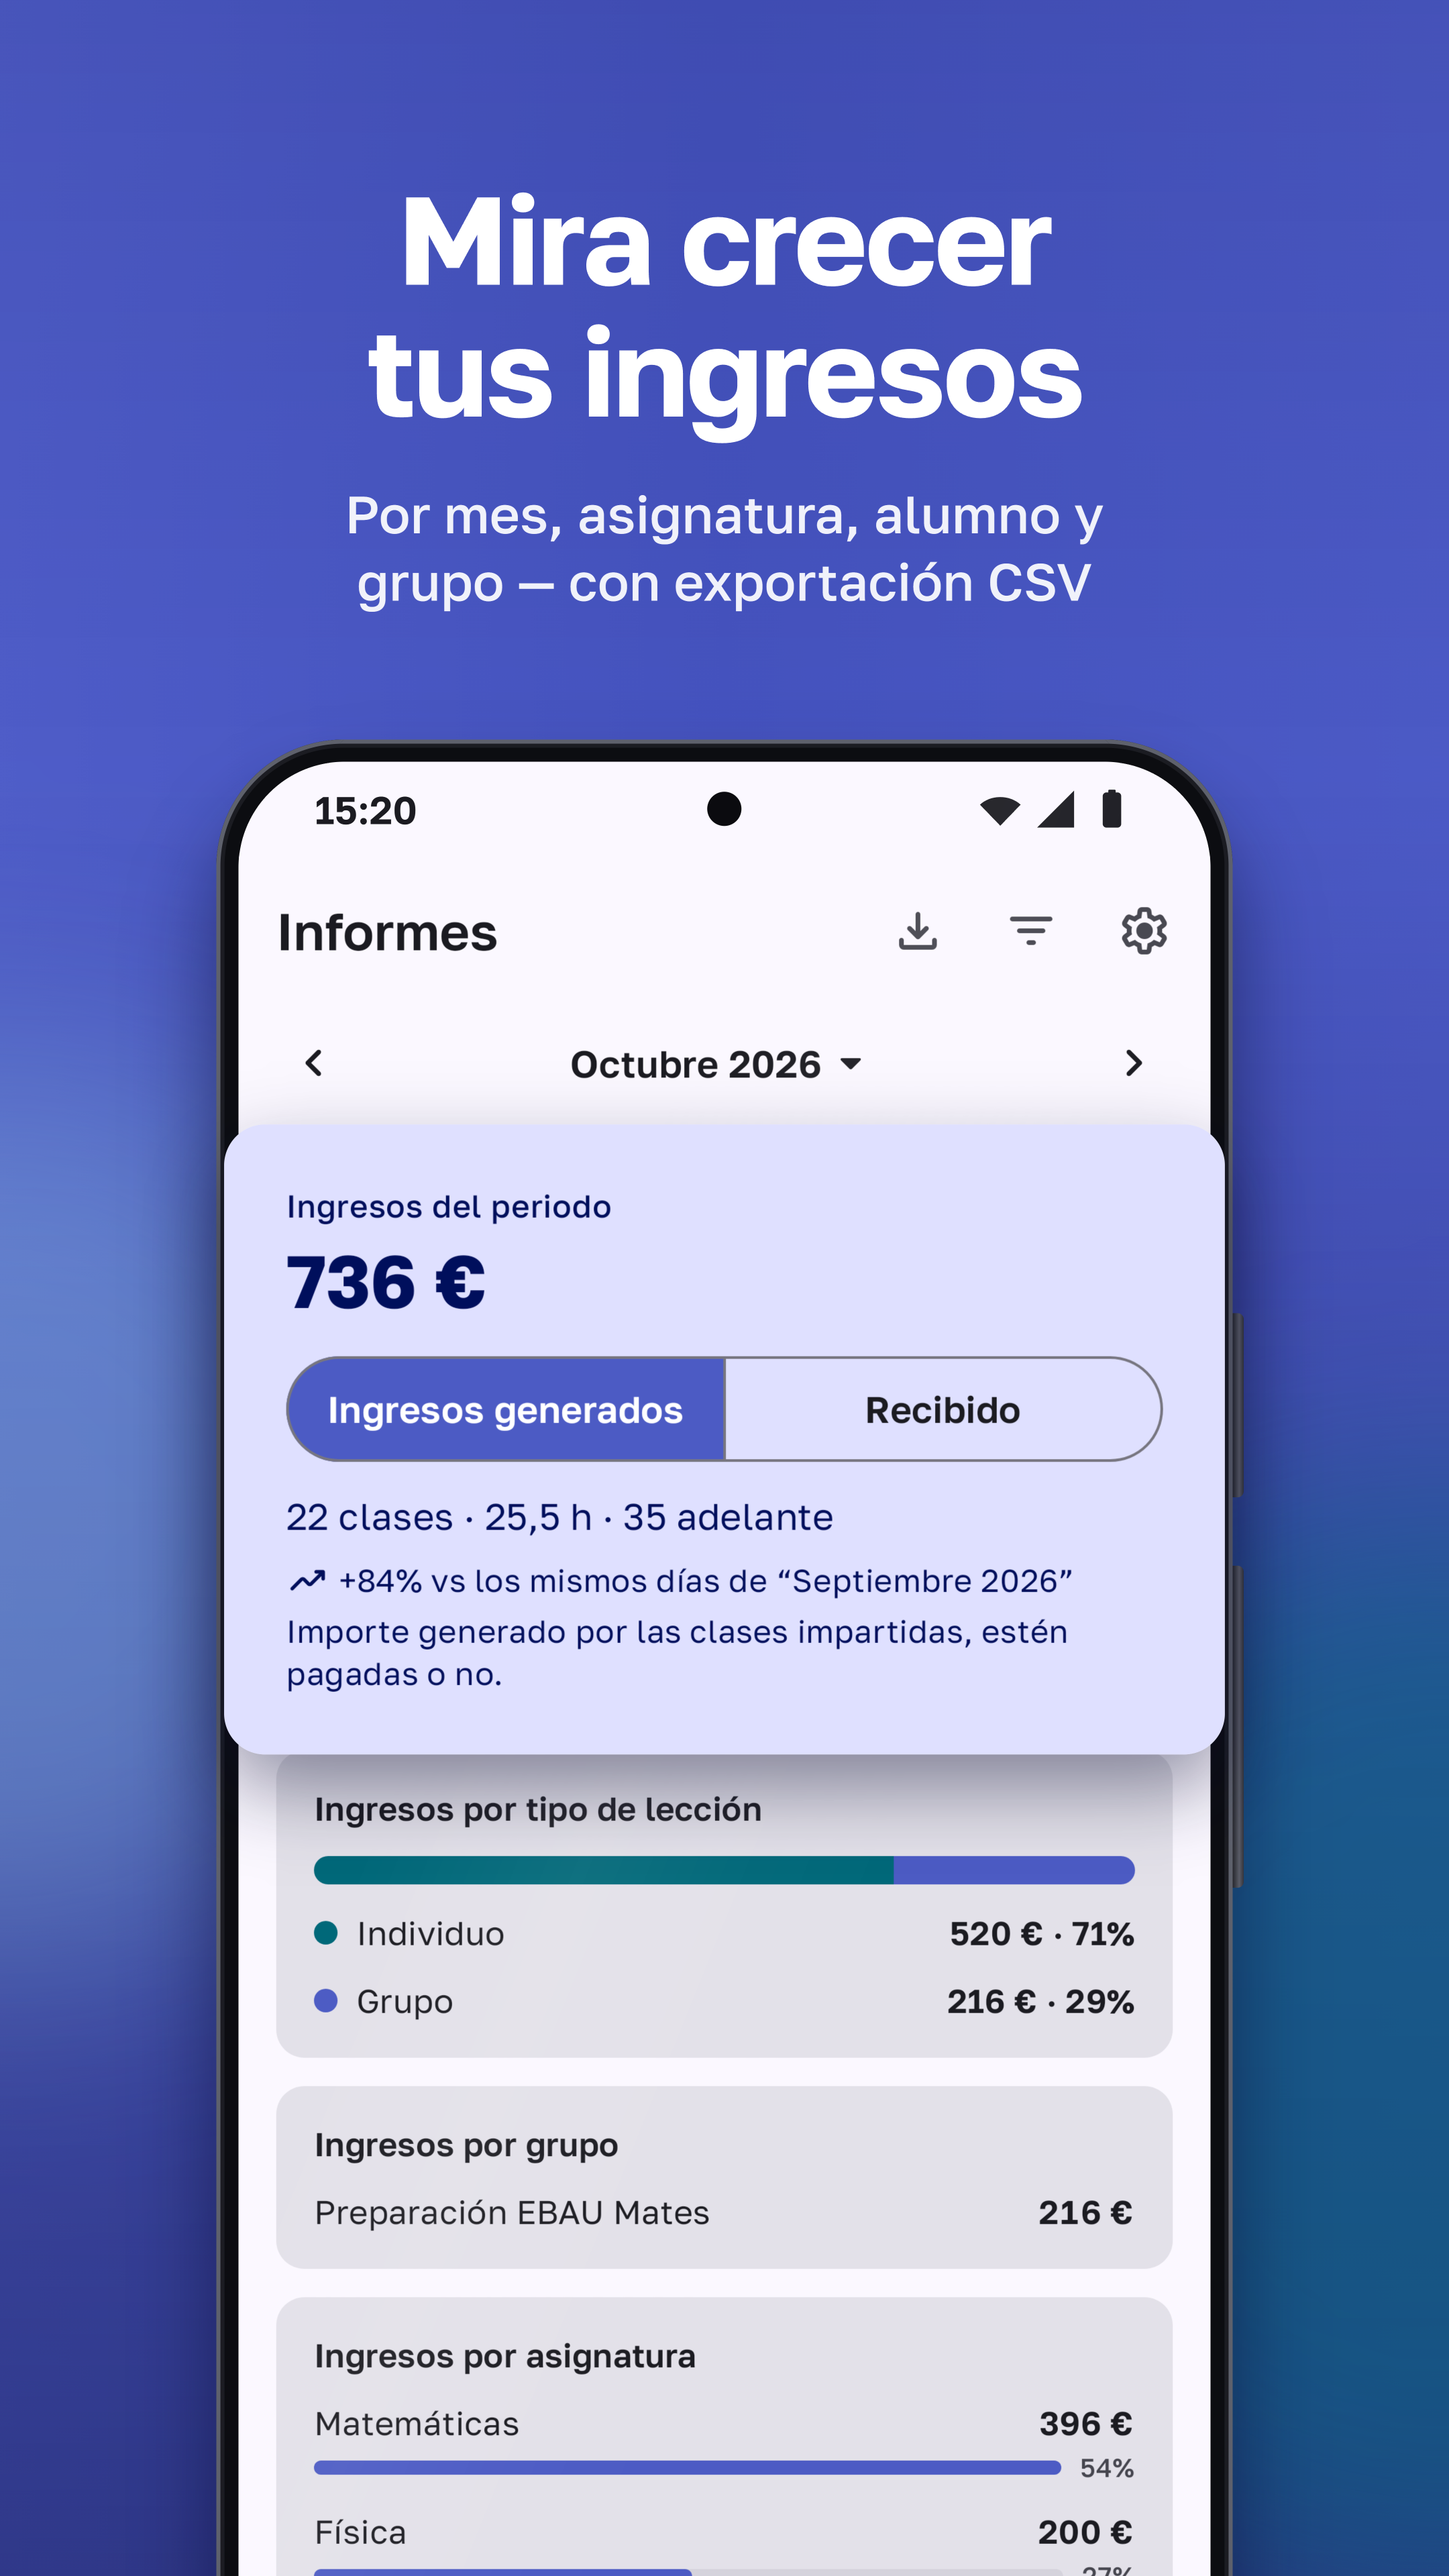 Mira crecer
tus ingresos
Por mes, asignatura, alumno y
grupo — con exportación CSV
15:20
Informes
Octubre 2026
Ingresos del periodo
736 €
Ingresos generados
Recibido
22 clases · 25,5 h · 35 adelante
+84% vs los mismos días de “Septiembre 2026”
Importe generado por las clases impartidas, estén
pagadas o no.
Ingresos por tipo de lección
Individuo 520 € · 71%
Grupo 216 € · 29%
Ingresos por grupo
Preparación EBAU Mates 216 €
Ingresos por asignatura
Matemáticas 396 €
54%
Física 200 €
27%